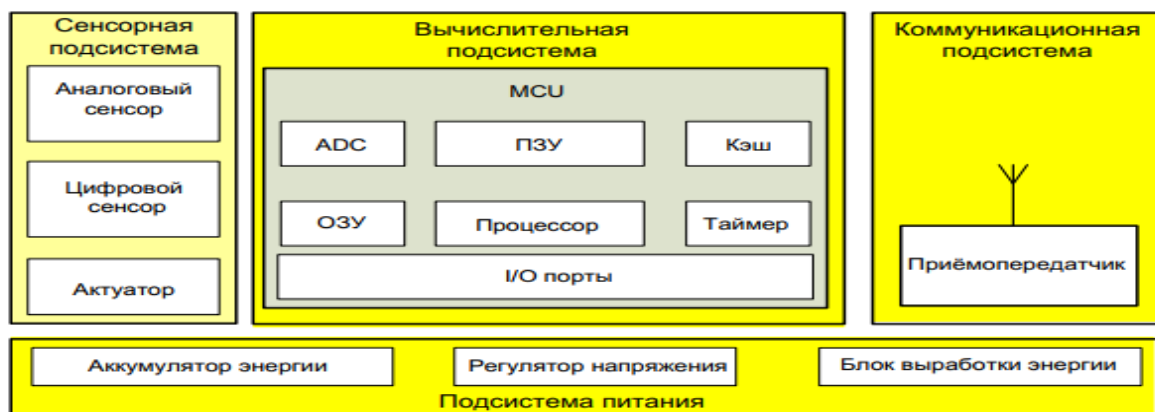 Сенсорная
подсистема
Аналоговый
сенсор
Цифровой
сенсор
Актуатор
Вычислительная
подсистема
MCU
ADC
ПЗУ
Кэш
ОЗУ
Процессор
Таймер
I/O порты
Коммуникационная
подсистема
Приёмопередатчик
Аккумулятор энергии
Регулятор напряжения
Блок выработки энергии
Подсистема питания